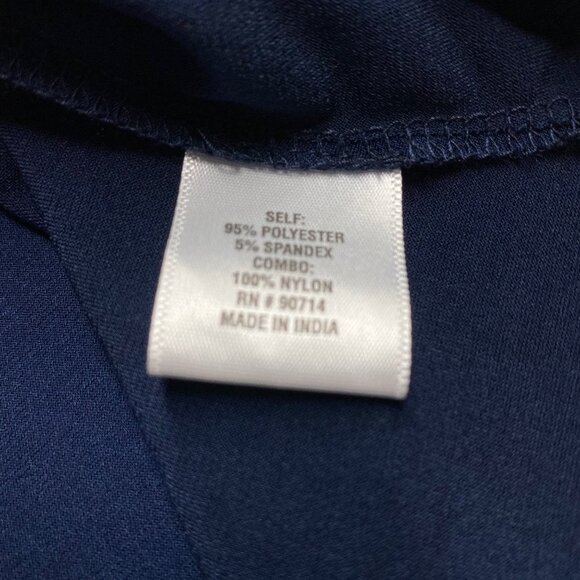 SELF:
95% POLYESTER
5% SPANDEX
COMBO:
100% NYLON
RN # 90714
MADE IN INDIA